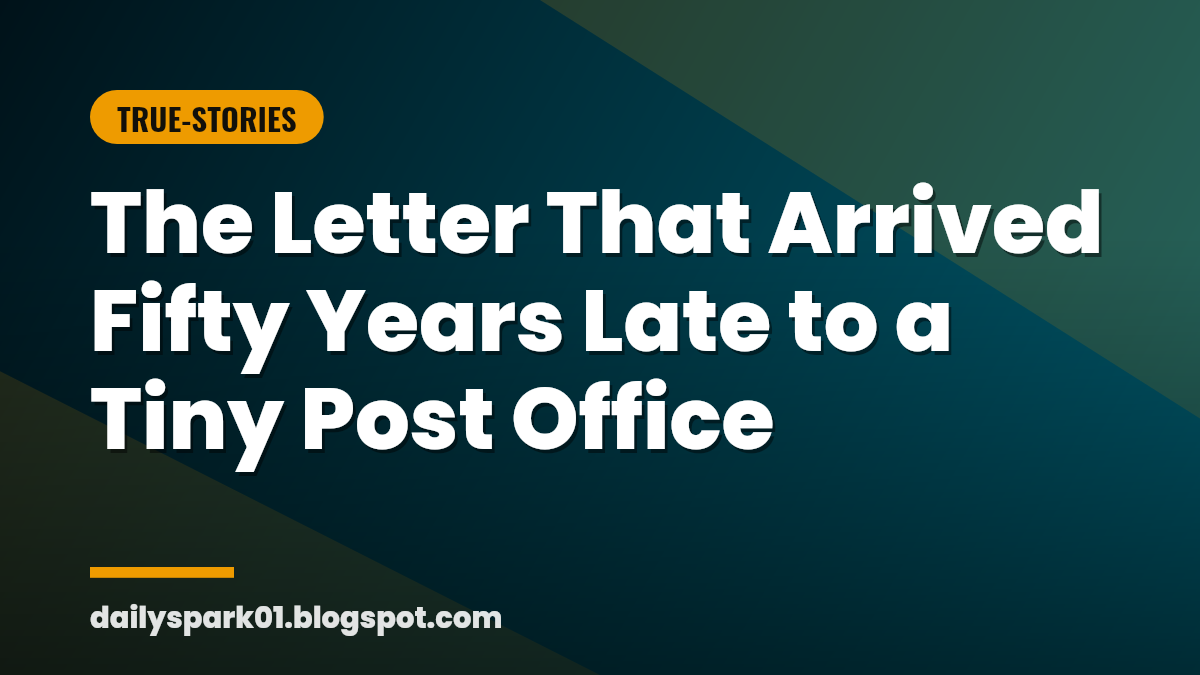 TRUE-STORIES
The Letter That Arrived
Fifty Years Late to a
Tiny Post Office
dailyspark01.blogspot.com